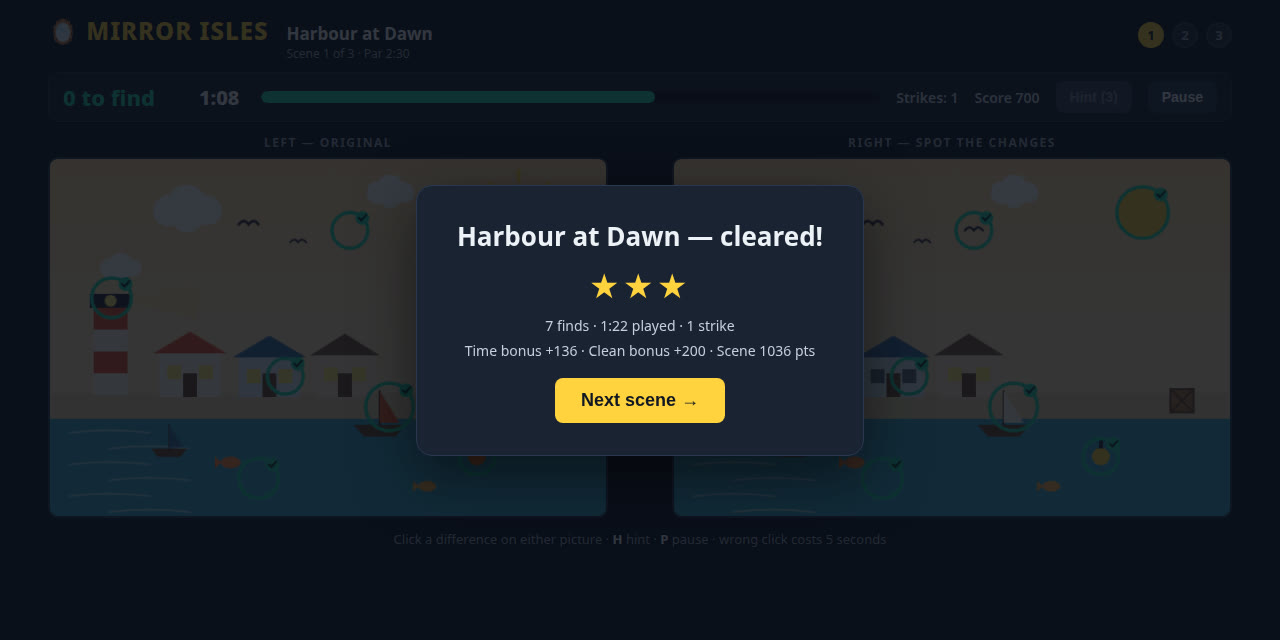 MIRROR ISLES
Harbour at Dawn
Scene 1 of 3 · Par 2:30
1 2 3
0 to find 1:08 Strikes: 1 Score 700 Hint (3) Pause
LEFT — ORIGINAL
RIGHT — SPOT THE CHANGES
Harbour at Dawn — cleared!
★★★
7 finds · 1:22 played · 1 strike
Time bonus +136 · Clean bonus +200 · Scene 1036 pts
Next scene →
Click a difference on either picture · H hint · P pause · wrong click costs 5 seconds